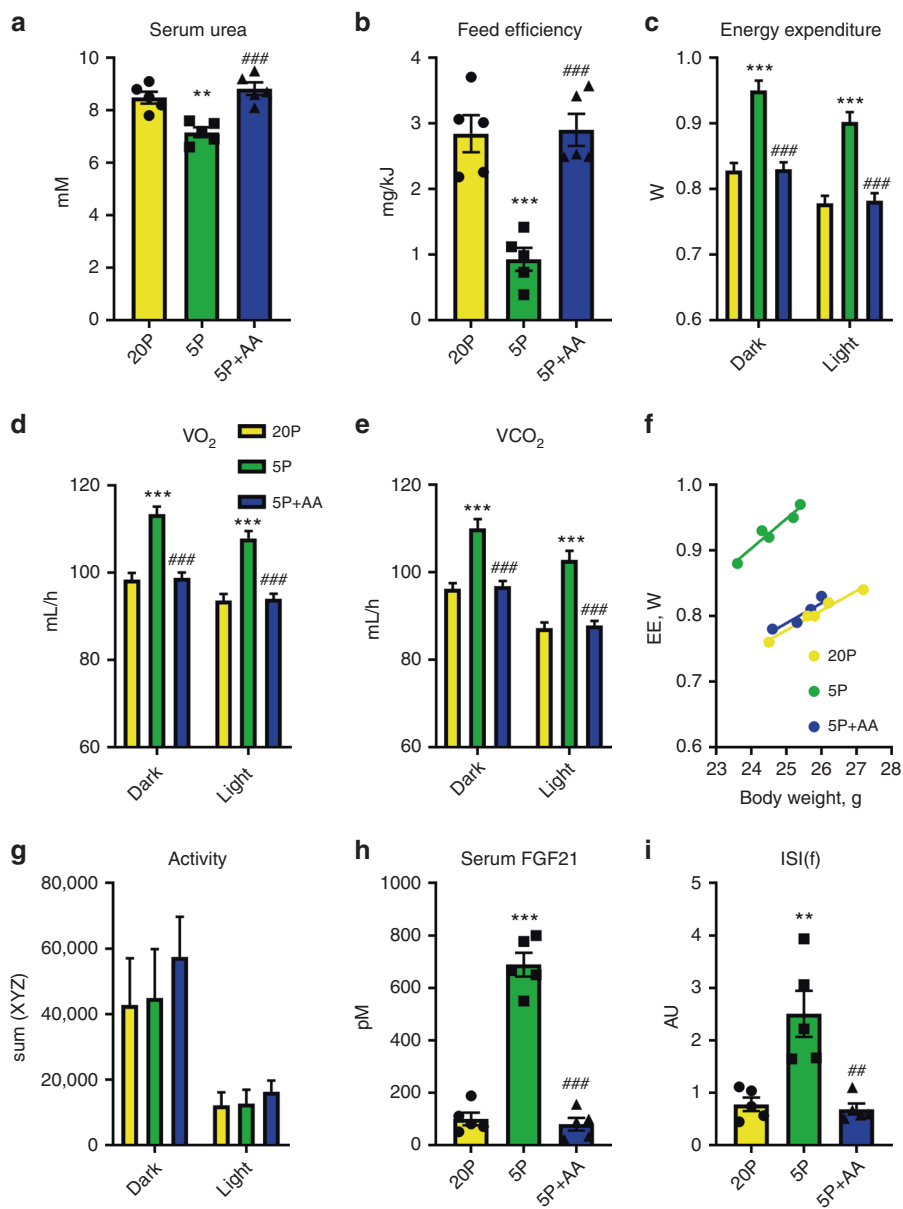 a
Serum urea
mM
10
8
6
4
2
0
**
###
20P
5P
5P+AA
b
Feed efficiency
mg/kJ
4
3
2
1
0
***
###
20P
5P
5P+AA
c
Energy expenditure
W
1.0
0.9
0.8
0.7
0.6
***
###
***
###
Dark
Light
d
VO2
20P
5P
5P+AA
mL/h
120
100
80
60
***
###
***
###
Dark
Light
e
VCO2
mL/h
120
100
80
60
***
###
***
###
Dark
Light
f
EE, W
1.0
0.9
0.8
0.7
0.6
20P
5P
5P+AA
23 24 25 26 27 28
Body weight, g
g
Activity
sum (XYZ)
80,000
60,000
40,000
20,000
0
Dark
Light
h
Serum FGF21
pM
1000
800
600
400
200
0
***
###
20P
5P
5P+AA
i
ISI(f)
AU
5
4
3
2
1
0
**
##
20P
5P
5P+AA